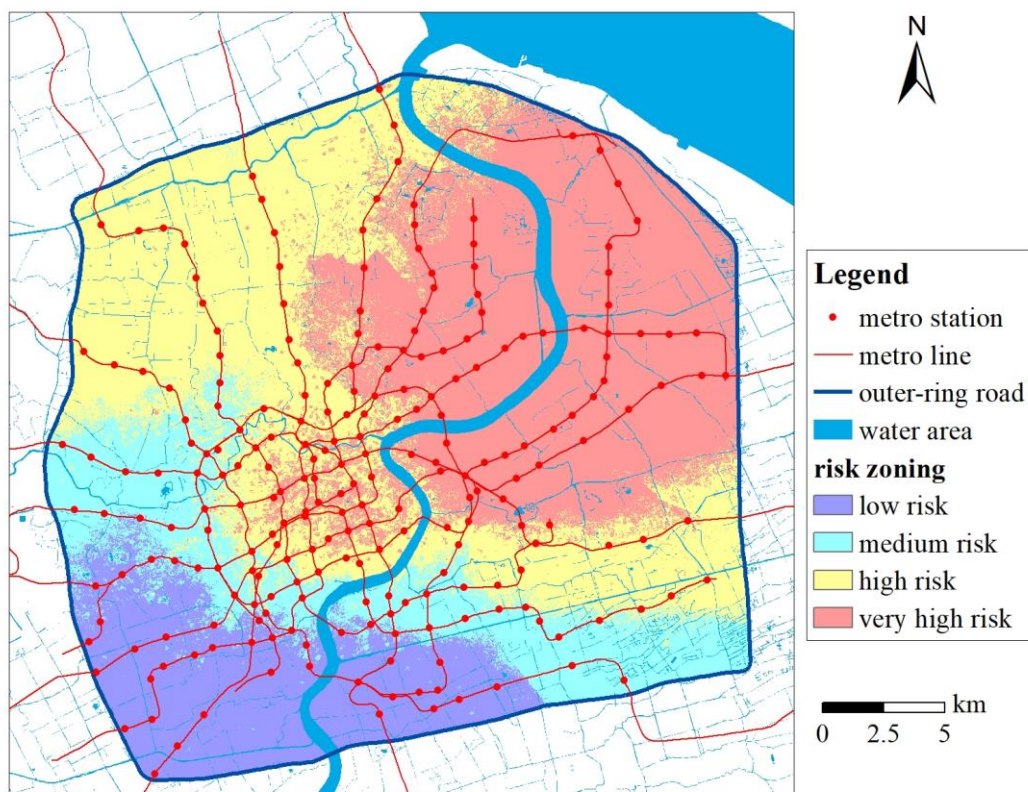 N
Legend
metro station
metro line
outer-ring road
water area
risk zoning
low risk
medium risk
high risk
very high risk
km
0 2.5 5